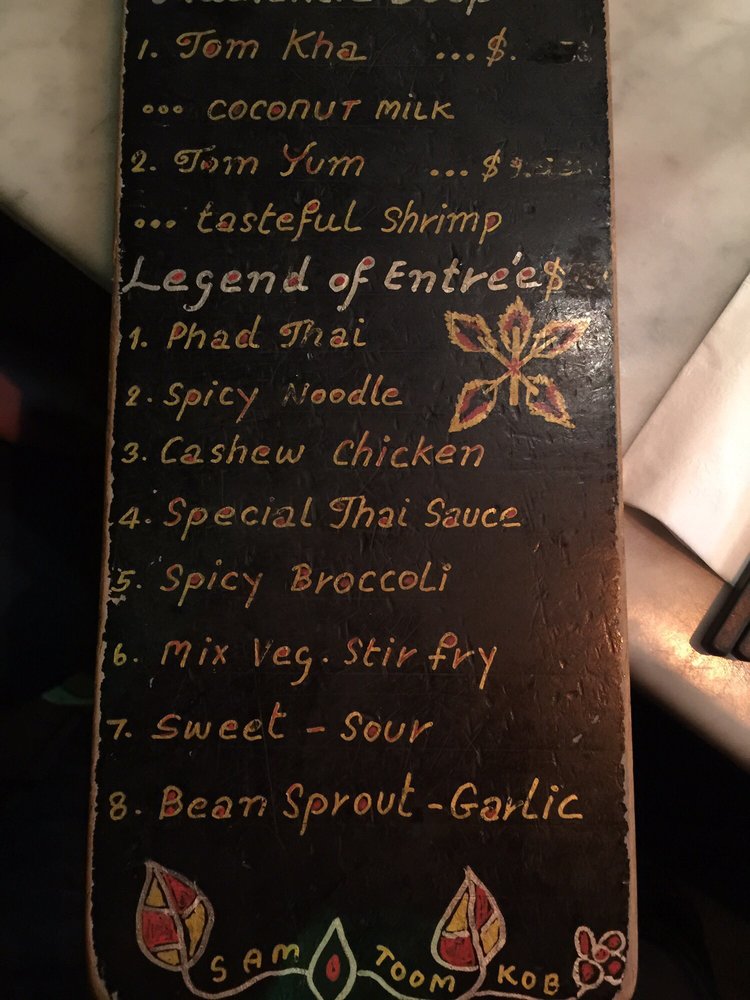 1. Tom Kha ... $.
... coconut milk
2. Tom Yum ... $
... tasteful Shrimp
Legend of Entrée $
1. Phad Thai
2. Spicy Noodle
3. Cashew Chicken
4. Special Thai Sauce
5. Spicy Broccoli
6. Mix Veg. Stir fry
7. Sweet - Sour
8. Bean Sprout - Garlic
SAM TOOM KOB